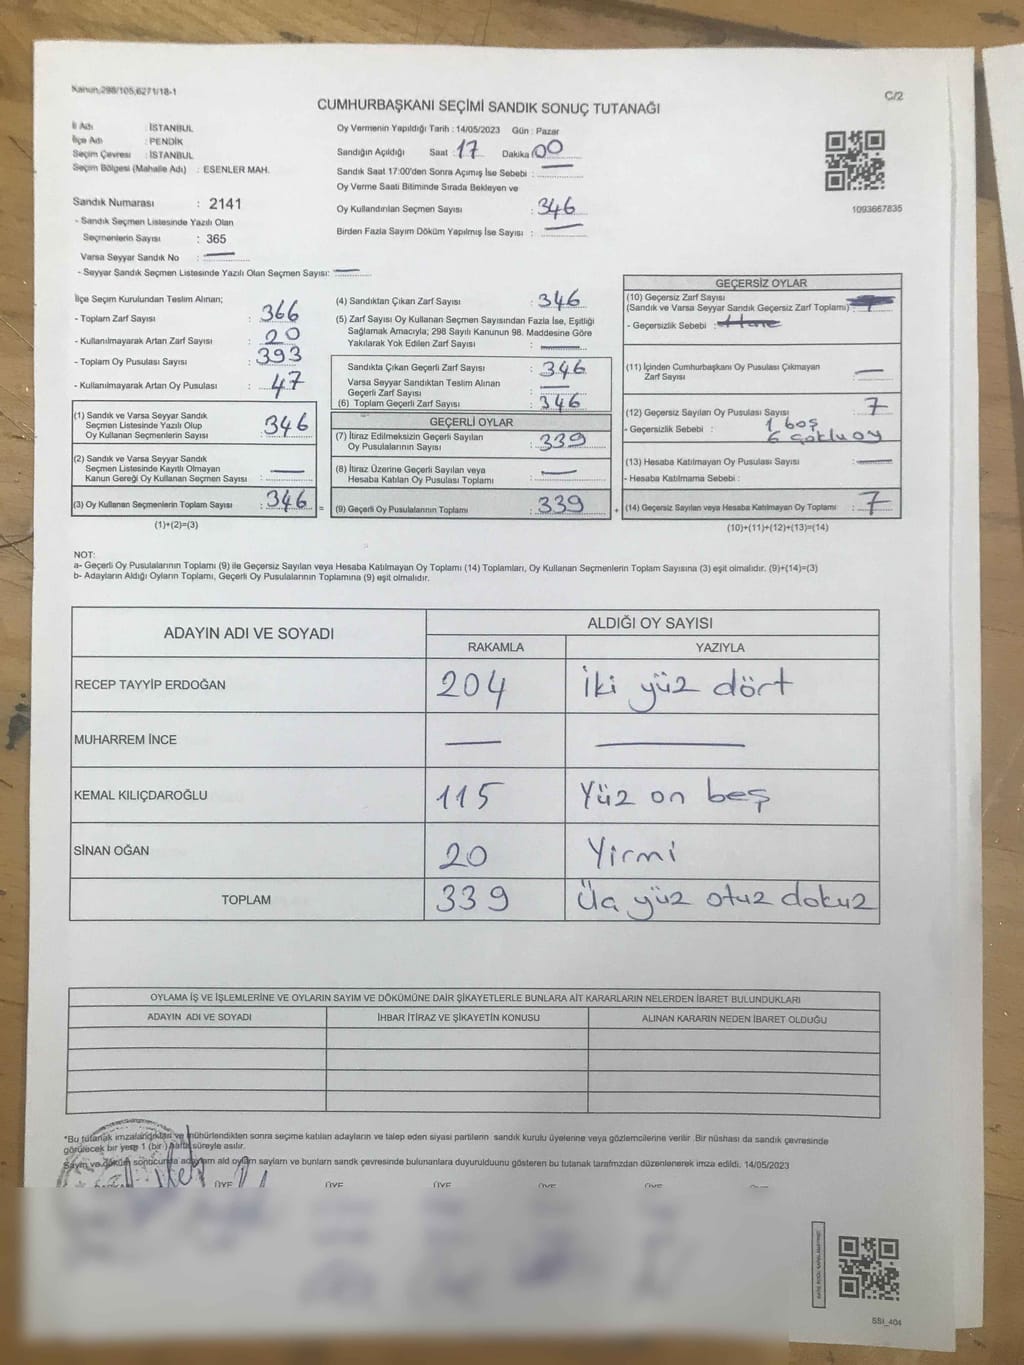 Kanun;298/105,6271/18-1
C/2
CUMHURBAŞKANI SEÇİMİ SANDIK SONUÇ TUTANAĞI
İl Adı : İSTANBUL
İlçe Adı : PENDİK
Seçim Çevresi : İSTANBUL
Seçim Bölgesi (Mahalle Adı) : ESENLER MAH.
Sandık Numarası : 2141
- Sandık Seçmen Listesinde Yazılı Olan
Seçmenlerin Sayısı : 365
Varsa Seyyar Sandık No :
- Seyyar Sandık Seçmen Listesinde Yazılı Olan Seçmen Sayısı:
Oy Vermenin Yapıldığı Tarih : 14/05/2023 Gün : Pazar
Sandığın Açıldığı Saat : 17 Dakika : 00
Sandık Saat 17:00'den Sonra Açımış İse Sebebi :
Oy Verme Saati Bitiminde Sırada Bekleyen ve
Oy Kullandırılan Seçmen Sayısı : 346
Birden Fazla Sayım Döküm Yapılmış İse Sayısı :
1093667835
İlçe Seçim Kurulundan Teslim Alınan;
- Toplam Zarf Sayısı : 366
- Kullanılmayarak Artan Zarf Sayısı : 20
- Toplam Oy Pusulası Sayısı : 393
- Kullanılmayarak Artan Oy Pusulası : 47
(1) Sandık ve Varsa Seyyar Sandık
Seçmen Listesinde Yazılı Olup
Oy Kullanan Seçmenlerin Sayısı : 346
(2) Sandık ve Varsa Seyyar Sandık
Seçmen Listesinde Kayıtlı Olmayan
Kanun Gereği Oy Kullanan Seçmen Sayısı :
(3) Oy Kullanan Seçmenlerin Toplam Sayısı : 346 =
(1)+(2)=(3)
(4) Sandıktan Çıkan Zarf Sayısı : 346
(5) Zarf Sayısı Oy Kullanan Seçmen Sayısından Fazla İse, Eşitliği
Sağlamak Amacıyla; 298 Sayılı Kanunun 98. Maddesine Göre
Yakılarak Yok Edilen Zarf Sayısı :
Sandıkta Çıkan Geçerli Zarf Sayısı : 346
Varsa Seyyar Sandıktan Teslim Alınan
Geçerli Zarf Sayısı :
(6) Toplam Geçerli Zarf Sayısı : 346
GEÇERLİ OYLAR
(7) İtiraz Edilmeksizin Geçerli Sayılan
Oy Pusulasının Sayısı : 339
(8) İtiraz Üzerine Geçerli Sayılan veya
Hesaba Katılan Oy Pusulası Toplamı :
(9) Geçerli Oy Pusulalarının Toplamı : 339 +
GEÇERSİZ OYLAR
(10) Geçersiz Zarf Sayısı
(Sandık ve Varsa Seyyar Sandık Geçersiz Zarf Toplamı) :
- Geçersizlik Sebebi :
(11) İçinden Cumhurbaşkanı Oy Pusulası Çıkmayan
Zarf Sayısı :
(12) Geçersiz Sayılan Oy Pusulası Sayısı : 7
- Geçersizlik Sebebi : 1 boş
6 çoklu oy
(13) Hesaba Katılmayan Oy Pusulası Sayısı :
- Hesaba Katılmama Sebebi :
(14) Geçersiz Sayılan veya Hesaba Katılmayan Oy Toplamı : 7
(10)+(11)+(12)+(13)=(14)
NOT:
a- Geçerli Oy Pusulalarının Toplamı (9) ile Geçersiz Sayılan veya Hesaba Katılmayan Oy Toplamı (14) Toplamları, Oy Kullanan Seçmenlerin Toplam Sayısına (3) eşit olmalıdır. (9)+(14)=(3)
b- Adayların Aldığı Oyların Toplamı, Geçerli Oy Pusulalarının Toplamına (9) eşit olmalıdır.
ADAYIN ADI VE SOYADI
ALDIĞI OY SAYISI
RAKAMLA YAZIYLA
RECEP TAYYİP ERDOĞAN 204 İki yüz dört
MUHARREM İNCE
KEMAL KILIÇDAROĞLU 115 Yüz on beş
SİNAN OĞAN 20 Yirmi
TOPLAM 339 Üç yüz otuz dokuz
OYLAMA İŞ VE İŞLEMLERİNE VE OYLARIN SAYIM VE DÖKÜMÜNE DAİR ŞİKAYETLERLE BUNLARA AİT KARARLARIN NELERDEN İBARET BULUNDUKLARI
ADAYIN ADI VE SOYADI İHBAR İTİRAZ VE ŞİKAYETİN KONUSU ALINAN KARARIN NEDEN İBARET OLDUĞU
*Bu tutanak imzalandıktan ve mühürlendikten sonra seçime katılan adayların ve talep eden siyasi partilerin sandık kurulu üyelerine veya gözlemcilerine verilir. Bir nüshası da sandık çevresinde
görülecek bir yere 1 (bir) hafta süreyle asılır.
Sayım ve döküm sonucunda adayların ald oyların sayların ve bunların sandk çevresinde bulunanlara duyurulduunu gösteren bu tutanak tarafmzdan düzenlenerek imza edildi. 14/05/2023
ÜYE ÜYE ÜYE ÜYE ÜYE
SSI_404